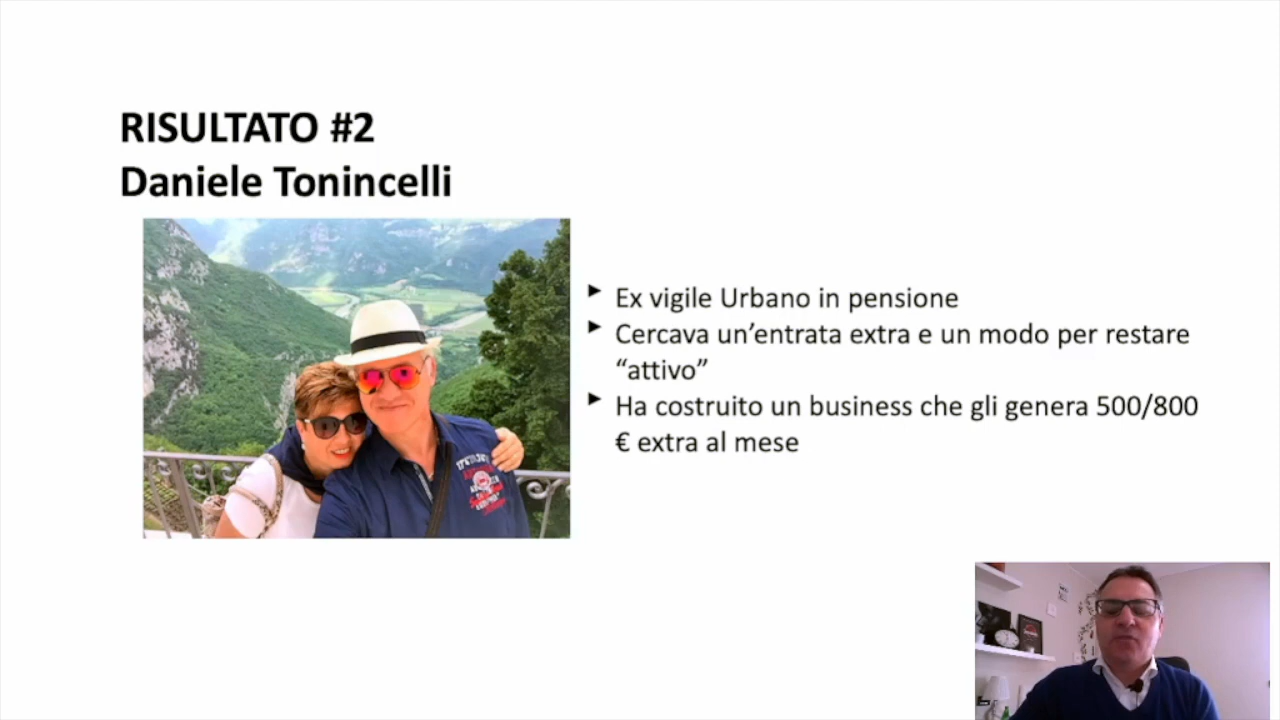 RISULTATO #2
Daniele Tonincelli
Ex vigile Urbano in pensione
Cercava un’entrata extra e un modo per restare
“attivo”
Ha costruito un business che gli genera 500/800
€ extra al mese